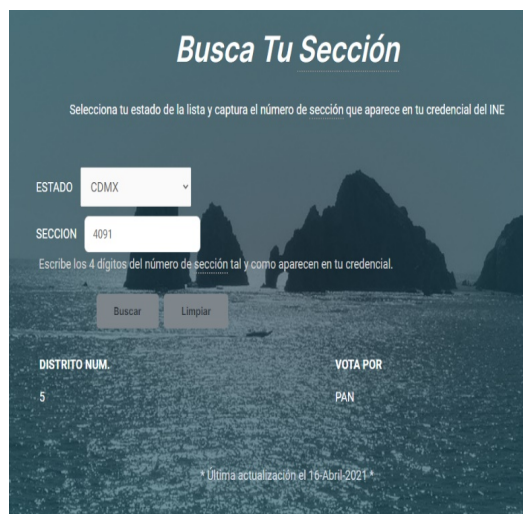 Busca Tu Sección
Selecciona tu estado de la lista y captura el número de sección que aparece en tu credencial del INE
ESTADO CDMX
SECCION 4091
Escribe los 4 dígitos del número de sección tal y como aparecen en tu credencial.
Buscar Limpiar
DISTRITO NUM. VOTA POR
5 PAN
* Ultima actualización el 16-Abril-2021 *